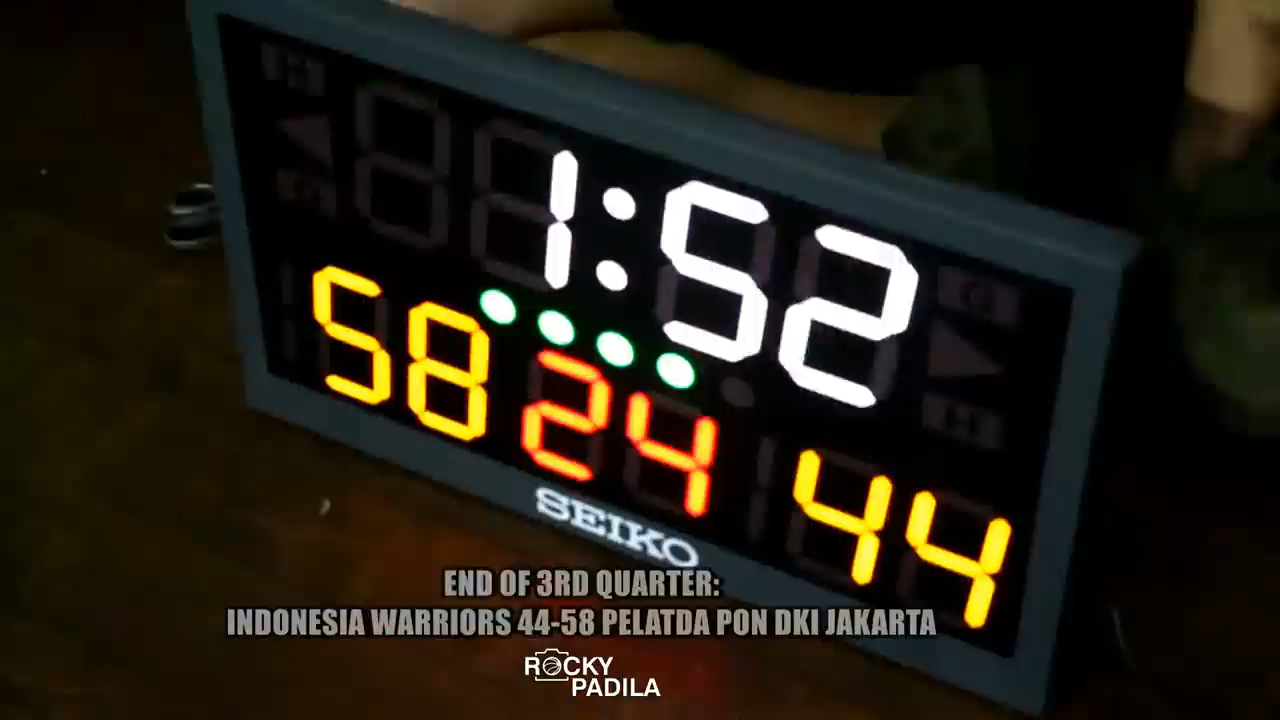 1:52
58 24 44
SEIKO
END OF 3RD QUARTER:
INDONESIA WARRIORS 44-58 PELATDA PON DKI JAKARTA
ROCKY
PADILA